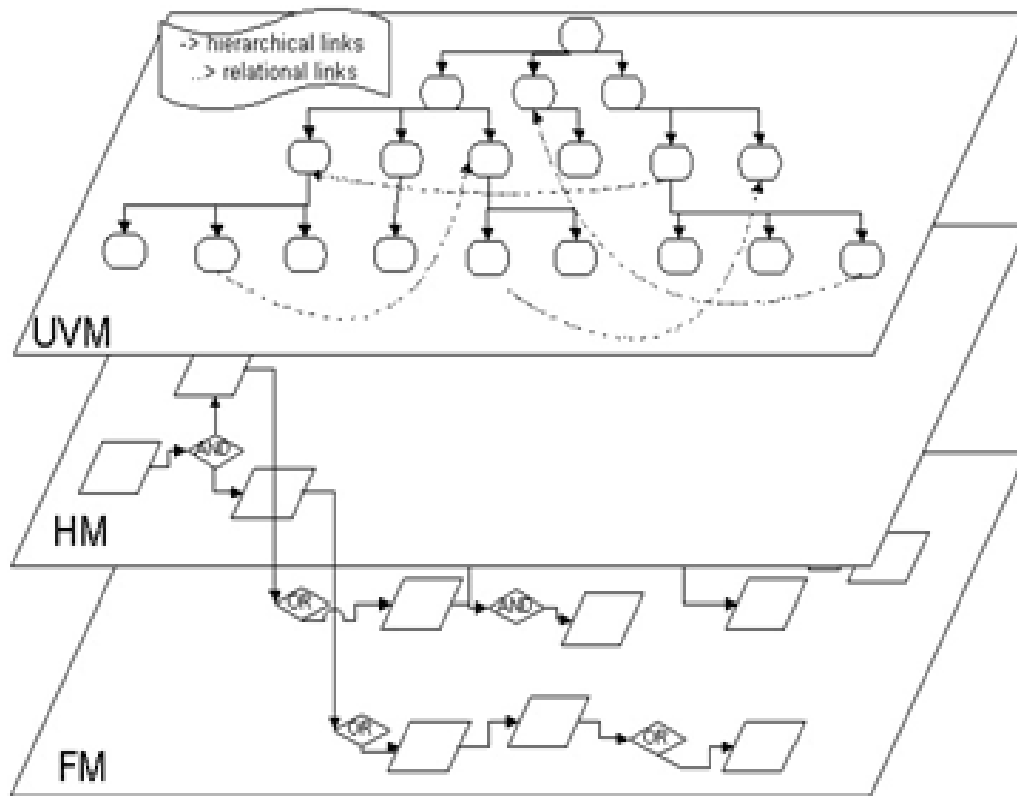 -> hierarchical links
..> relational links
UVM
AND
HM
OR
AND
OR
OR
FM